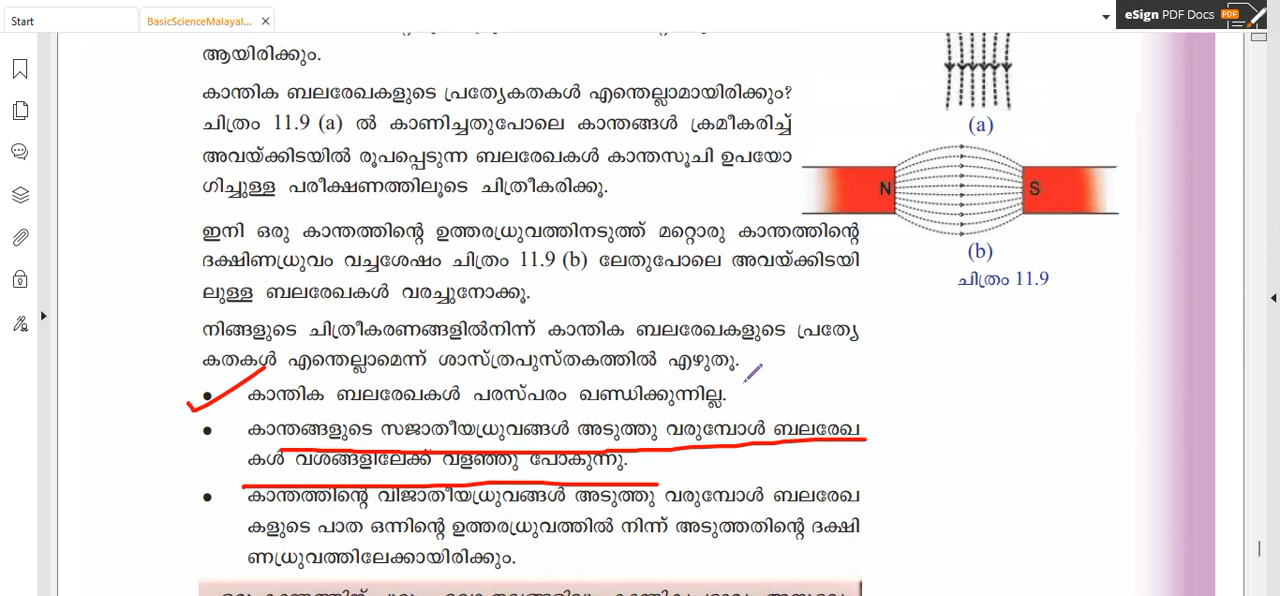 Start
BasicScienceMalayal...
eSign PDF Docs
PDF
ആയിരിക്കും.
കാന്തിക ബലരേഖകളുടെ പ്രത്യേകതകൾ എന്തെല്ലാമായിരിക്കും?
ചിത്രം 11.9 (a) ൽ കാണിച്ചതുപോലെ കാന്തങ്ങൾ ക്രമീകരിച്ച്
അവയ്ക്കിടയിൽ രൂപപ്പെടുന്ന ബലരേഖകൾ കാന്തസൂചി ഉപയോ
ഗിച്ചുള്ള പരീക്ഷണത്തിലൂടെ ചിത്രീകരിക്കൂ.
ഇനി ഒരു കാന്തത്തിന്റെ ഉത്തരധ്രുവത്തിനടുത്ത് മറ്റൊരു കാന്തത്തിന്റെ
ദക്ഷിണധ്രുവം വച്ചശേഷം ചിത്രം 11.9 (b) ലേതുപോലെ അവയ്ക്കിടയി
ലുള്ള ബലരേഖകൾ വരച്ചുനോക്കൂ.
നിങ്ങളുടെ ചിത്രീകരണങ്ങളിൽനിന്ന് കാന്തിക ബലരേഖകളുടെ പ്രത്യേ
കതകൾ എന്തെല്ലാമെന്ന് ശാസ്ത്രപുസ്തകത്തിൽ എഴുതൂ.
• കാന്തിക ബലരേഖകൾ പരസ്പരം ഖണ്ഡിക്കുന്നില്ല.
• കാന്തങ്ങളുടെ സജാതീയധ്രുവങ്ങൾ അടുത്തു വരുമ്പോൾ ബലരേഖ
കൾ വശങ്ങളിലേക്ക് വളഞ്ഞു പോകുന്നു.
• കാന്തത്തിന്റെ വിജാതീയധ്രുവങ്ങൾ അടുത്തു വരുമ്പോൾ ബലരേഖ
കളുടെ പാത ഒന്നിന്റെ ഉത്തരധ്രുവത്തിൽ നിന്ന് അടുത്തതിന്റെ ദക്ഷി
ണധ്രുവത്തിലേക്കായിരിക്കും.
(a)
N S
(b)
ചിത്രം 11.9